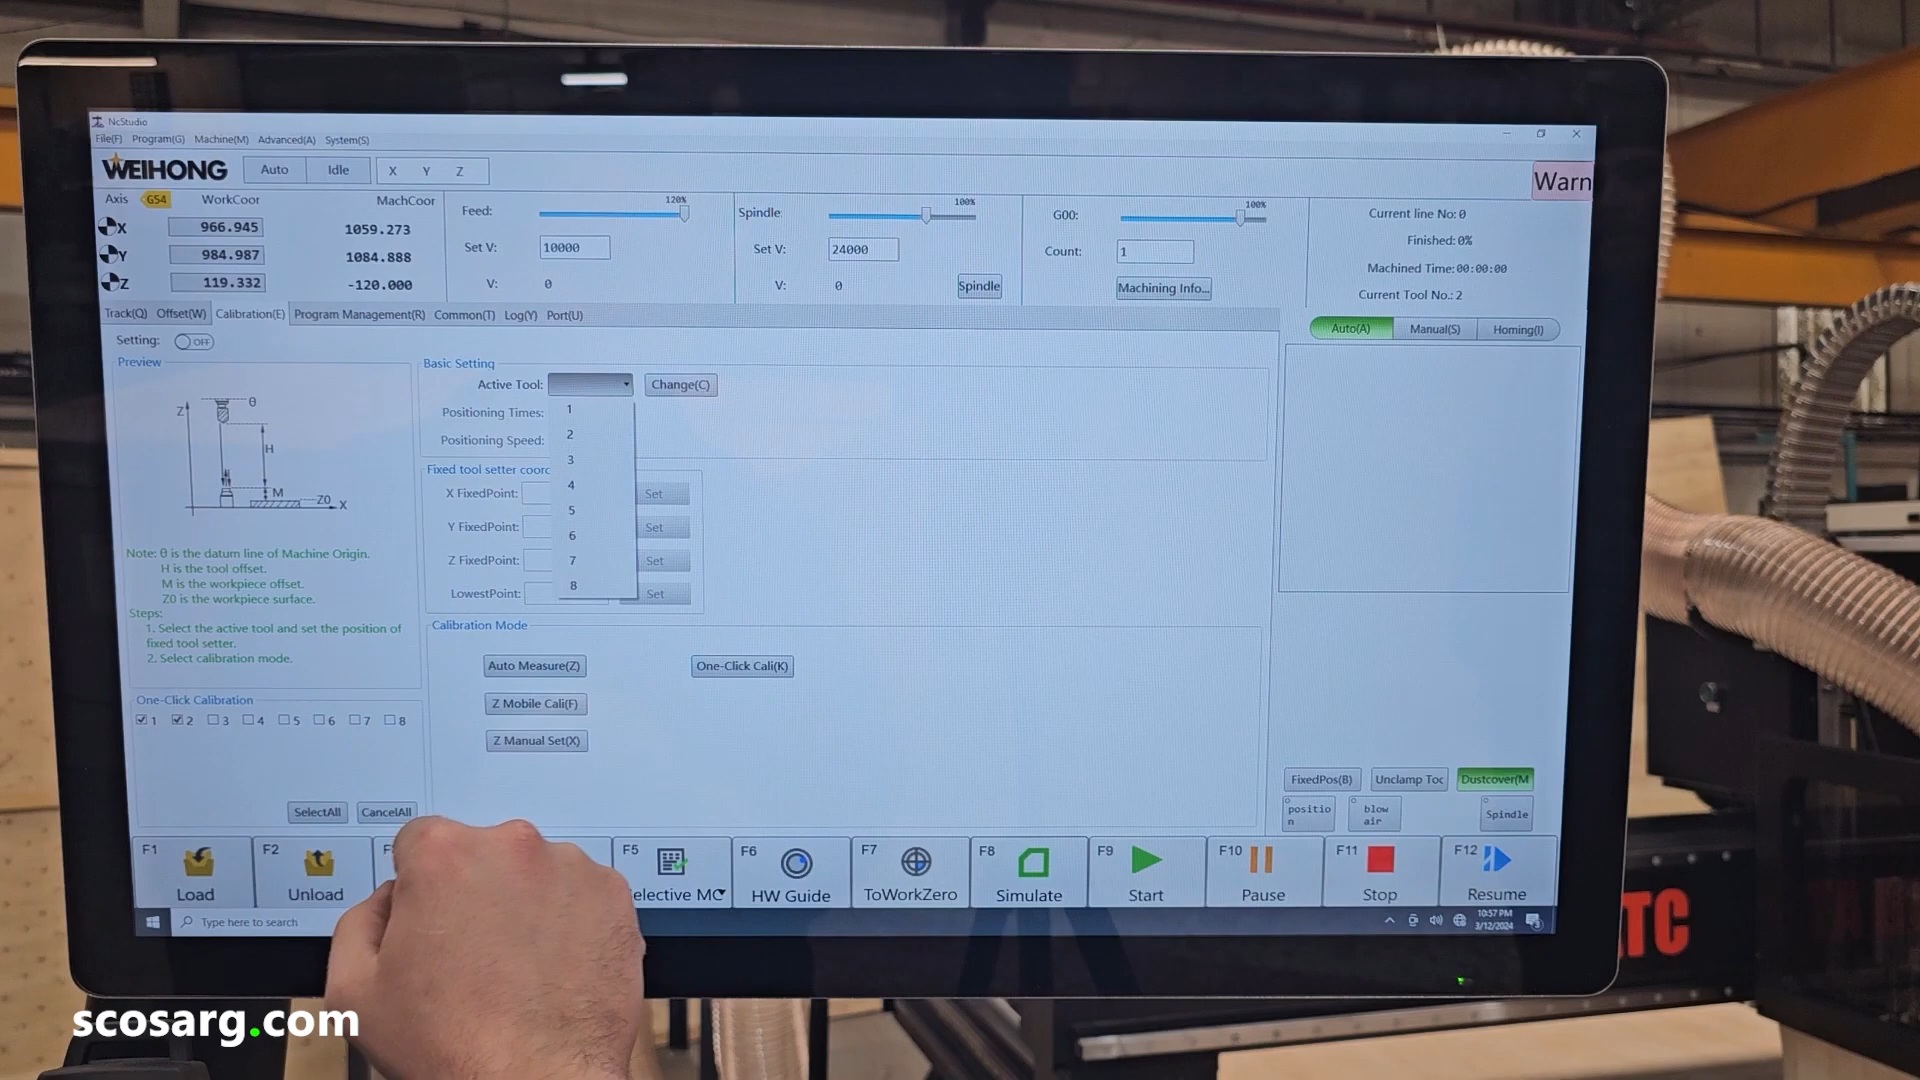 NcStudio
File(F) Program(G) Machine(M) Advanced(A) System(S)
WEIHONG Auto Idle X Y Z
Warn
Axis G54 WorkCoor MachCoor
X 966.945 1059.273
Y 984.987 1084.888
Z 119.332 -120.000
Feed: 120%
Set V: 10000
V: 0
Spindle: 100%
Set V: 24000
V: 0 Spindle
G00: 100%
Count: 1
Machining Info...
Current line No:0
Finished:0%
Machined Time:00:00:00
Current Tool No.:2
Track(Q) Offset(W) Calibration(E) Program Management(R) Common(T) Log(Y) Port(U)
Auto(A) Manual(S) Homing(I)
Setting: OFF
Preview
Z θ
H
M
Z0 X
Note: θ is the datum line of Machine Origin.
H is the tool offset.
M is the workpiece offset.
Z0 is the workpiece surface.
Steps:
1. Select the active tool and set the position of
fixed tool setter.
2. Select calibration mode.
Basic Setting
Active Tool: Change(C)
Positioning Times:
Positioning Speed:
1
2
3
4
5
6
7
8
Fixed tool setter coorc
X FixedPoint: Set
Y FixedPoint: Set
Z FixedPoint: Set
LowestPoint: Set
Calibration Mode
Auto Measure(Z) One-Click Cali(K)
Z Mobile Cali(F)
Z Manual Set(X)
One-Click Calibration
1 2 3 4 5 6 7 8
SelectAll CancelAll
FixedPos(B) Unclamp Toc Dustcover(M
positio
n
blow
air
Spindle
F1 Load
F2 Unload
F5 elective MC
F6 HW Guide
F7 ToWorkZero
F8 Simulate
F9 Start
F10 Pause
F11 Stop
F12 Resume
Type here to search
10:57 PM
3/12/2024
3
TC
scosarg.com